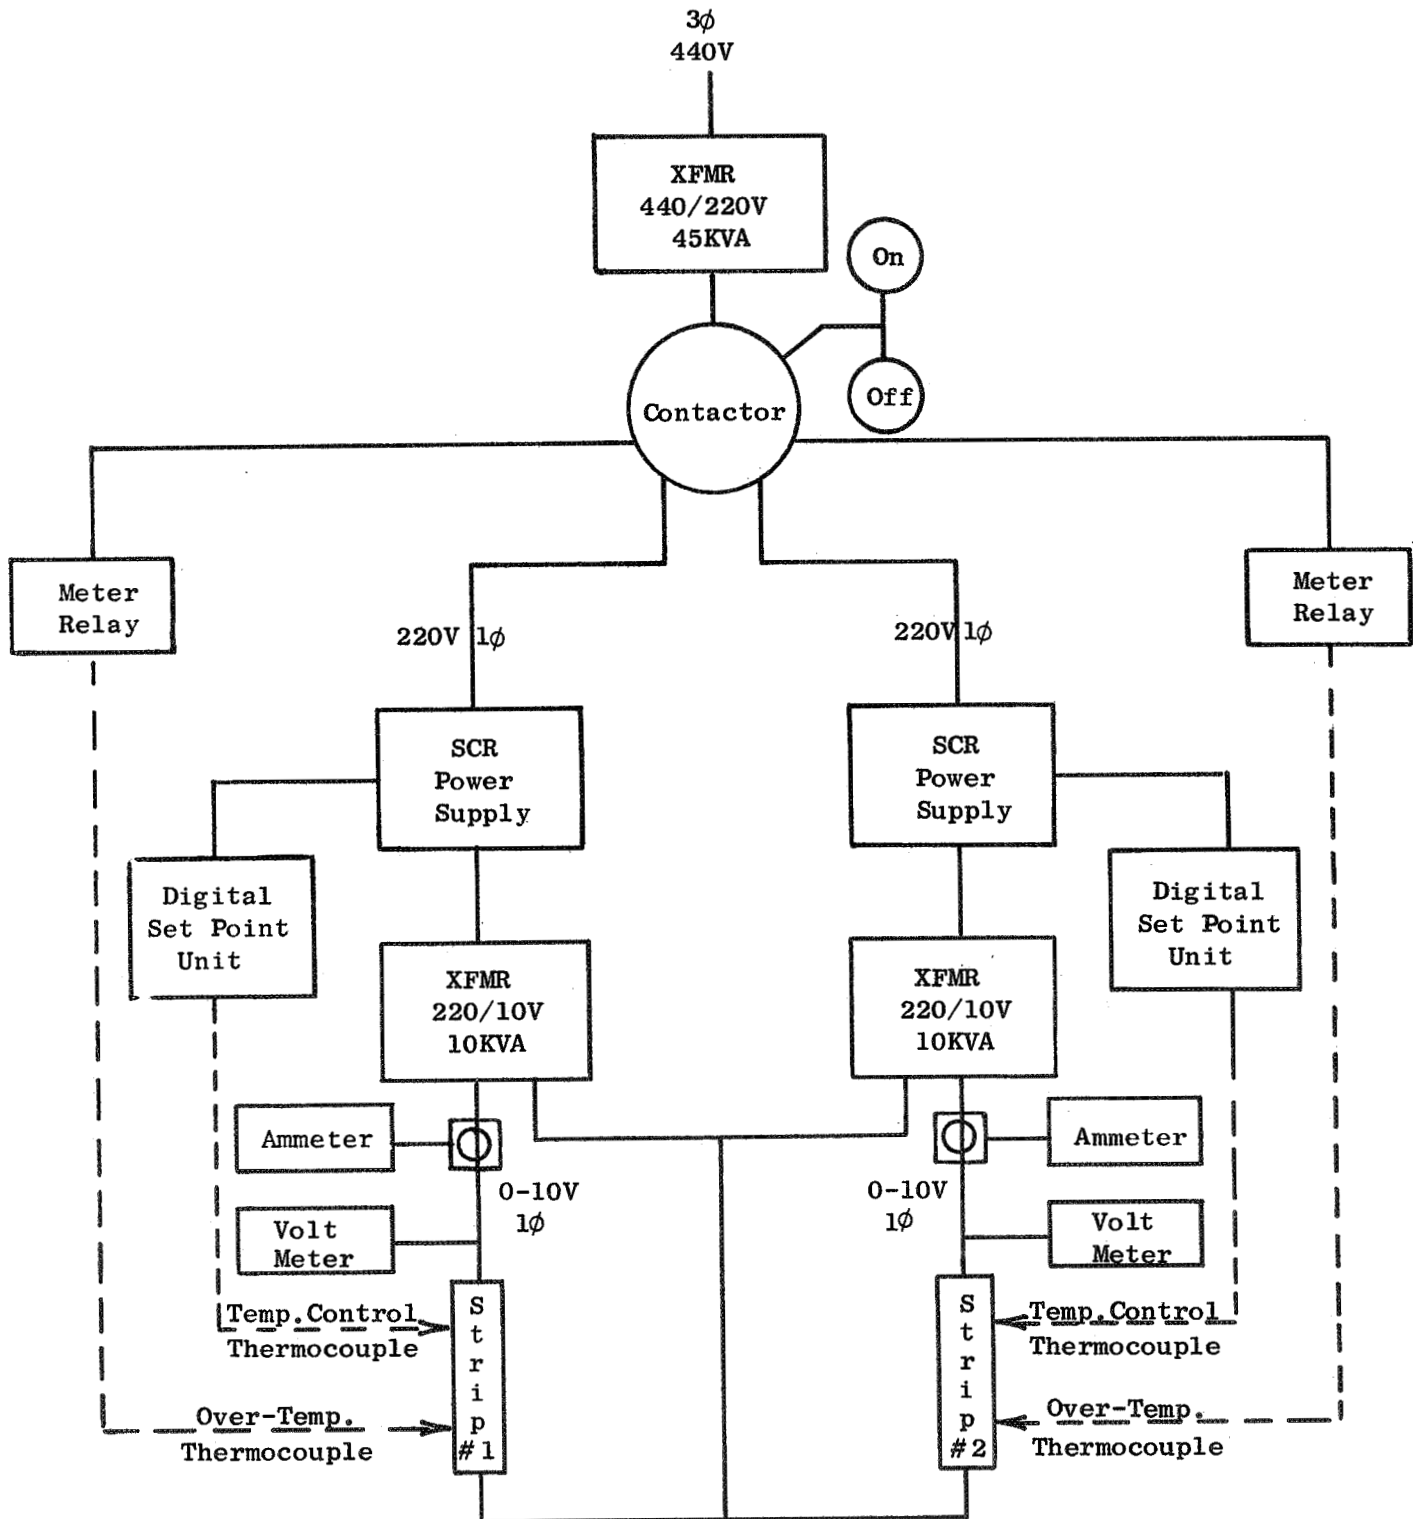 3φ
440V
XFMR
440/220V
45KVA
On
Off
Contactor
Meter
Relay
Meter
Relay
220V 1φ
220V 1φ
SCR
Power
Supply
SCR
Power
Supply
Digital
Set Point
Unit
Digital
Set Point
Unit
XFMR
220/10V
10KVA
XFMR
220/10V
10KVA
Ammeter
Ammeter
0-10V
1φ
0-10V
1φ
Volt
Meter
Volt
Meter
Temp.Control
Thermocouple
Strip
#1
Strip
#2
Temp.Control
Thermocouple
Over-Temp.
Thermocouple
Over-Temp.
Thermocouple